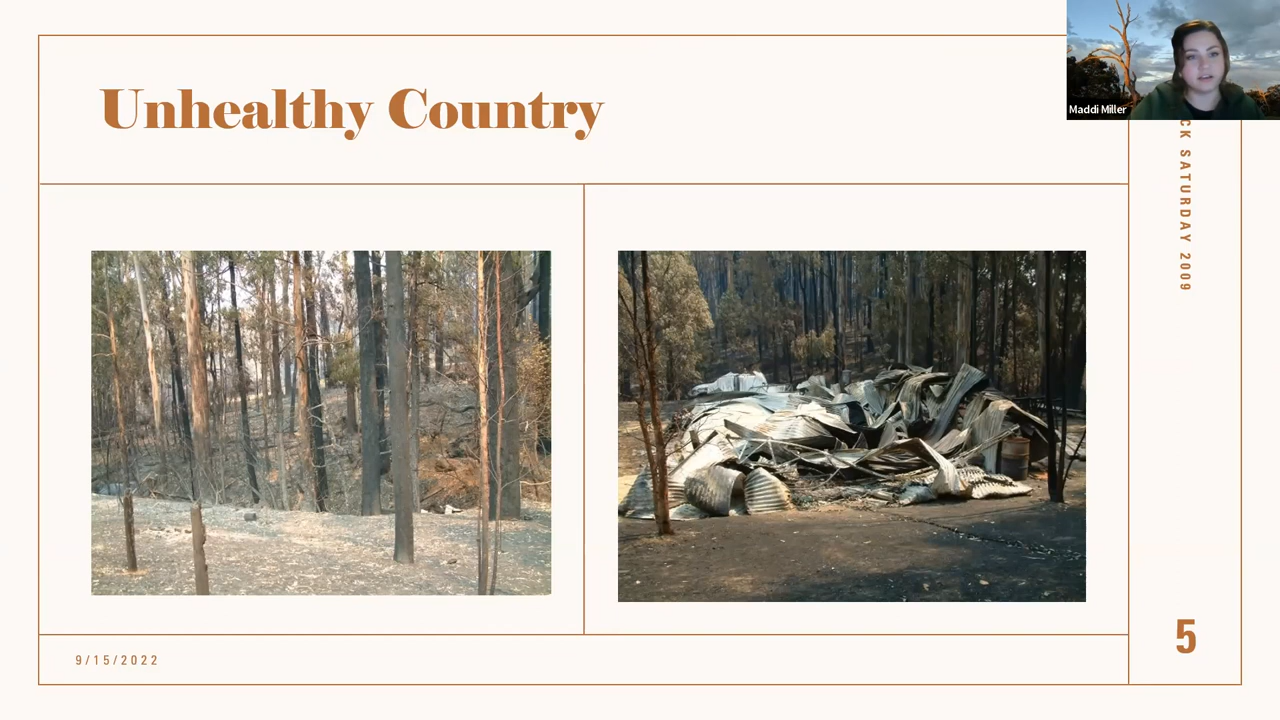 Unhealthy Country
Maddi Miller
CK SATURDAY 2009
9/15/2022
5